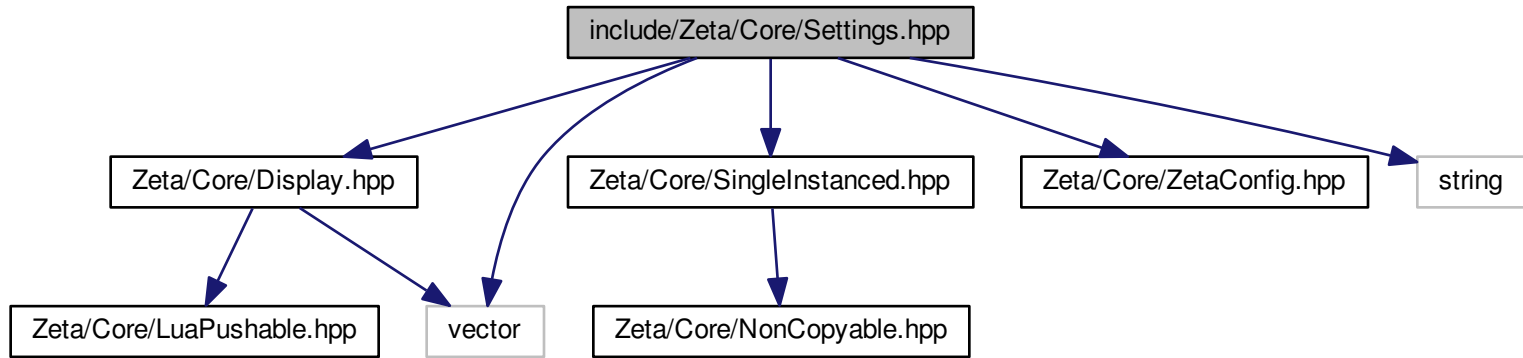 include/Zeta/Core/Settings.hpp
Zeta/Core/Display.hpp
Zeta/Core/SingleInstanced.hpp
Zeta/Core/ZetaConfig.hpp
string
Zeta/Core/LuaPushable.hpp
vector
Zeta/Core/NonCopyable.hpp